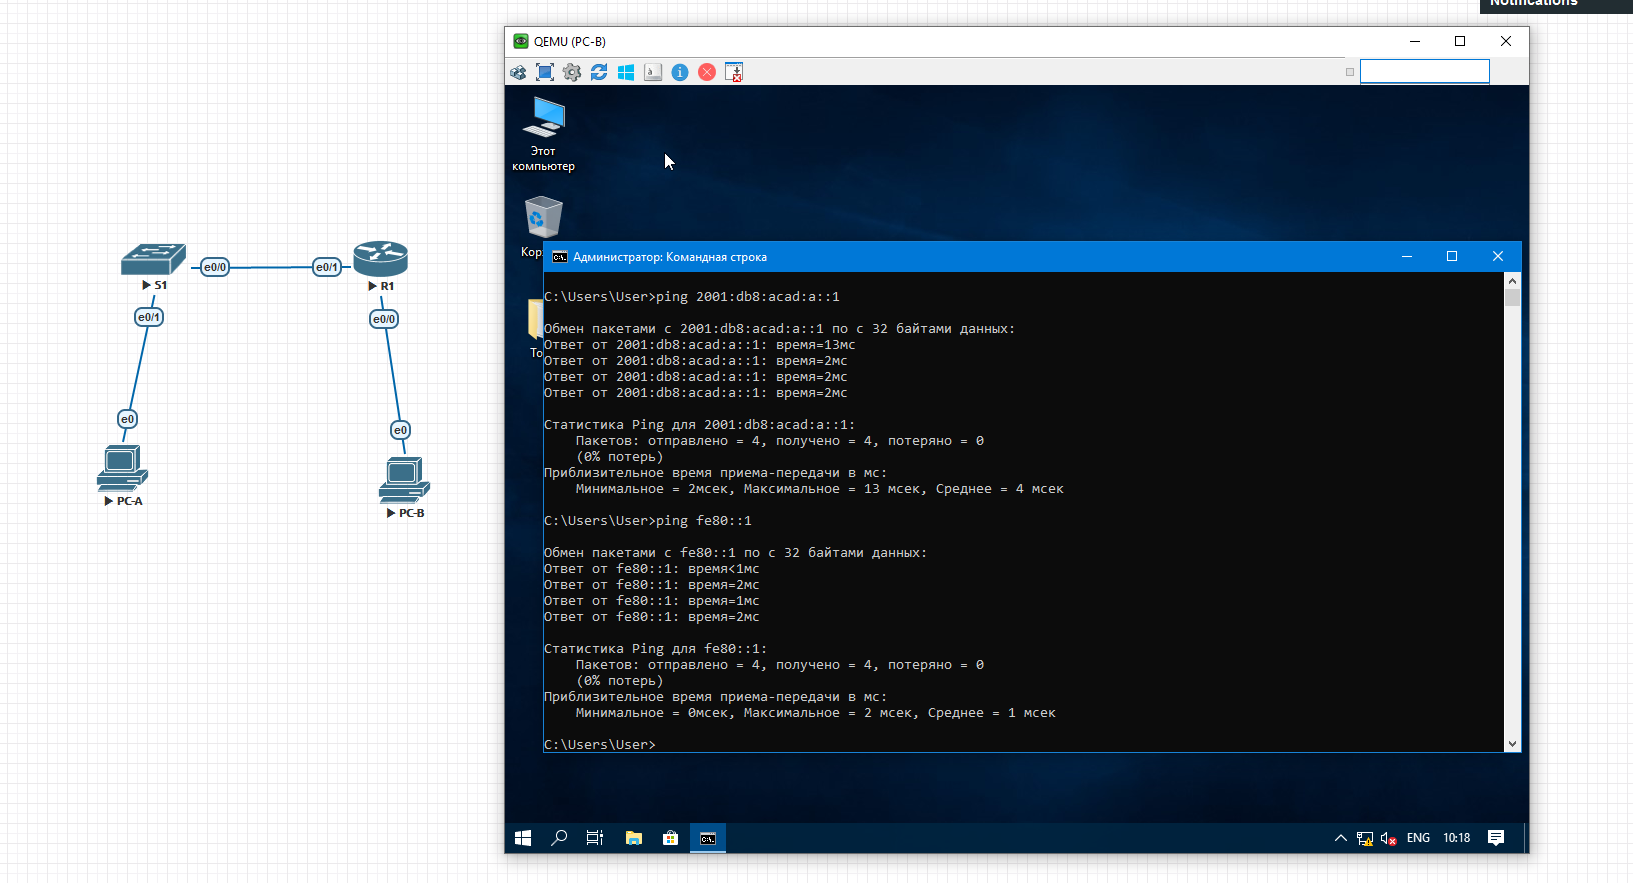 Notifications
QEMU (PC-B)
Этот
компьютер
Кор
То
Администратор: Командная строка
C:\Users\User>ping 2001:db8:acad:a::1
Обмен пакетами с 2001:db8:acad:a::1 по с 32 байтами данных:
Ответ от 2001:db8:acad:a::1: время=13мс
Ответ от 2001:db8:acad:a::1: время=2мс
Ответ от 2001:db8:acad:a::1: время=2мс
Ответ от 2001:db8:acad:a::1: время=2мс
Статистика Ping для 2001:db8:acad:a::1:
Пакетов: отправлено = 4, получено = 4, потеряно = 0
(0% потерь)
Приблизительное время приема-передачи в мс:
Минимальное = 2мсек, Максимальное = 13 мсек, Среднее = 4 мсек
C:\Users\User>ping fe80::1
Обмен пакетами с fe80::1 по с 32 байтами данных:
Ответ от fe80::1: время<1мс
Ответ от fe80::1: время=2мс
Ответ от fe80::1: время=1мс
Ответ от fe80::1: время=2мс
Статистика Ping для fe80::1:
Пакетов: отправлено = 4, получено = 4, потеряно = 0
(0% потерь)
Приблизительное время приема-передачи в мс:
Минимальное = 0мсек, Максимальное = 2 мсек, Среднее = 1 мсек
C:\Users\User>
ENG 10:18
e0/0
e0/1
S1
R1
e0/1
e0/0
e0
e0
PC-A
PC-B